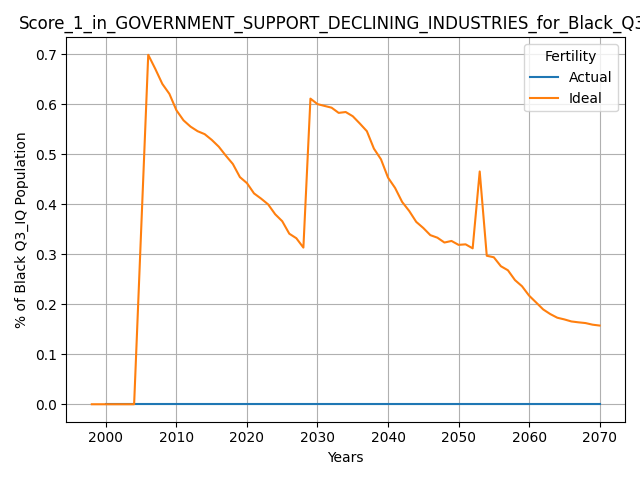 Score_1_in_GOVERNMENT_SUPPORT_DECLINING_INDUSTRIES_for_Black_Q3
Fertility
Actual
Ideal
% of Black Q3_IQ Population
0.7
0.6
0.5
0.4
0.3
0.2
0.1
0.0
2000 2010 2020 2030 2040 2050 2060 2070
Years